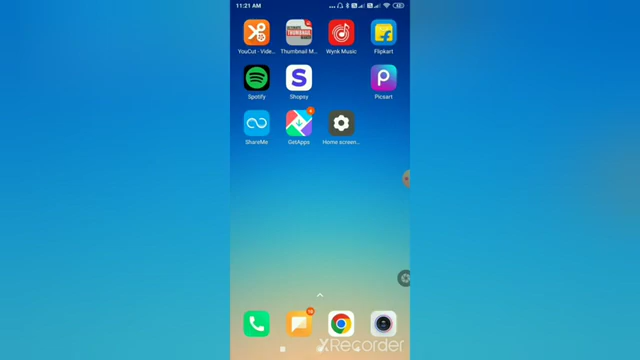 11:21 AM
YouCut - Vide...
Thumbnail M...
Wynk Music
Flipkart
Spotify
Shopsy
Picsart
ShareMe
GetApps
Home screen...
XRecorder